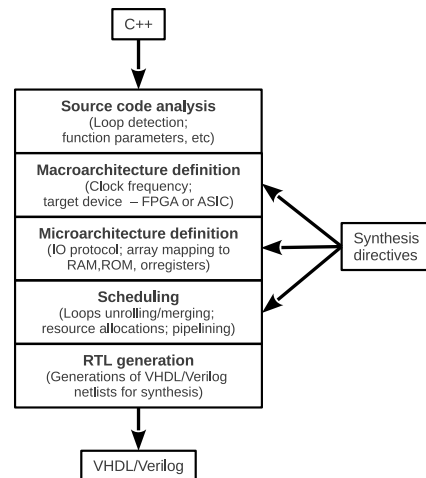 C++
Source code analysis
(Loop detection;
function parameters, etc)
Macroarchitecture definition
(Clock frequency;
target device – FPGA or ASIC)
Microarchitecture definition
(IO protocol; array mapping to
RAM,ROM, orregisters)
Synthesis
directives
Scheduling
(Loops unrolling/merging;
resource allocations; pipelining)
RTL generation
(Generations of VHDL/Verilog
netlists for synthesis)
VHDL/Verilog